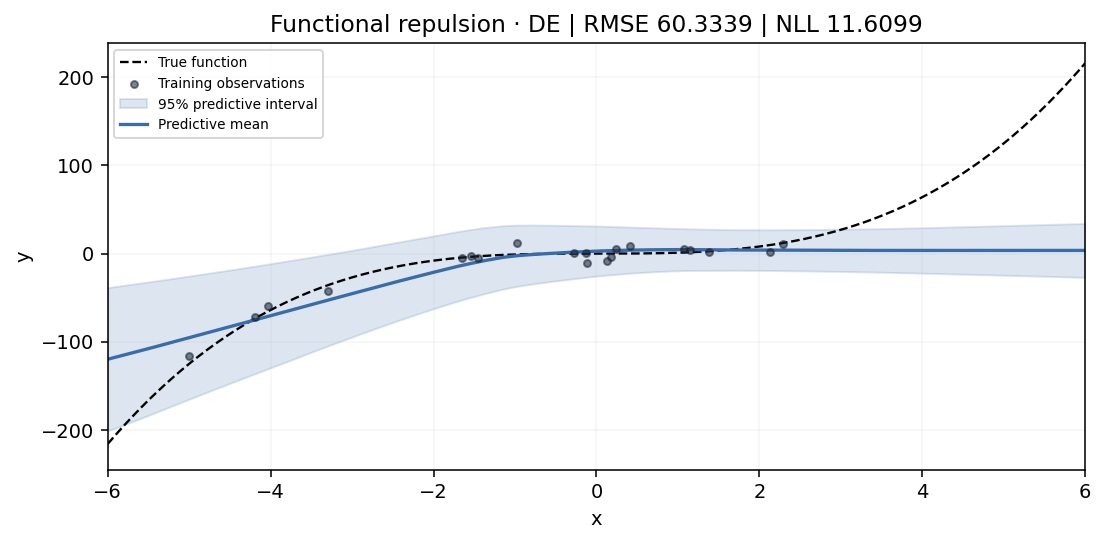 Functional repulsion · DE | RMSE 60.3339 | NLL 11.6099
True function
Training observations
95% predictive interval
Predictive mean
200
100
0
−100
−200
y
−6
−4
−2
0
2
4
6
x